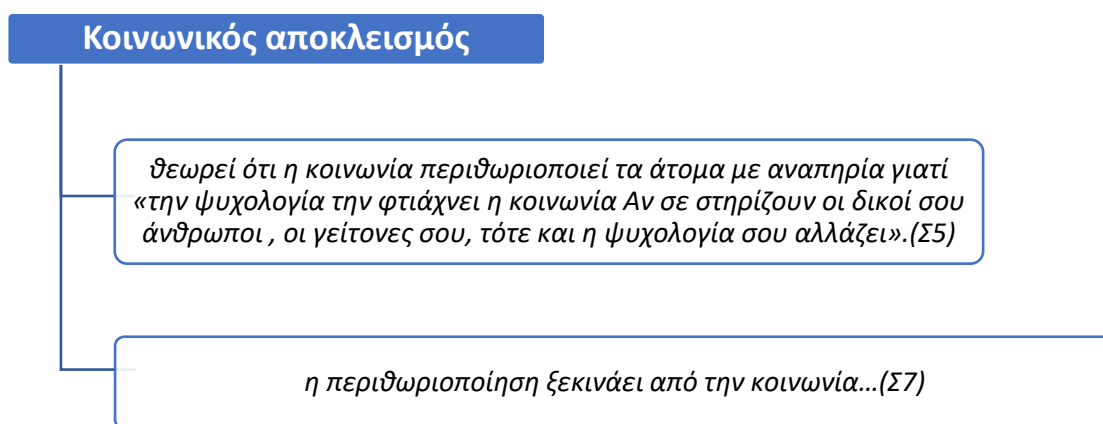 Κοινωνικός αποκλεισμός
θεωρεί ότι η κοινωνία περιθωριοποιεί τα άτομα με αναπηρία γιατί
«την ψυχολογία την φτιάχνει η κοινωνία Αν σε στηρίζουν οι δικοί σου
άνθρωποι , οι γείτονες σου, τότε και η ψυχολογία σου αλλάζει».(Σ5)
η περιθωριοποίηση ξεκινάει από την κοινωνία…(Σ7)